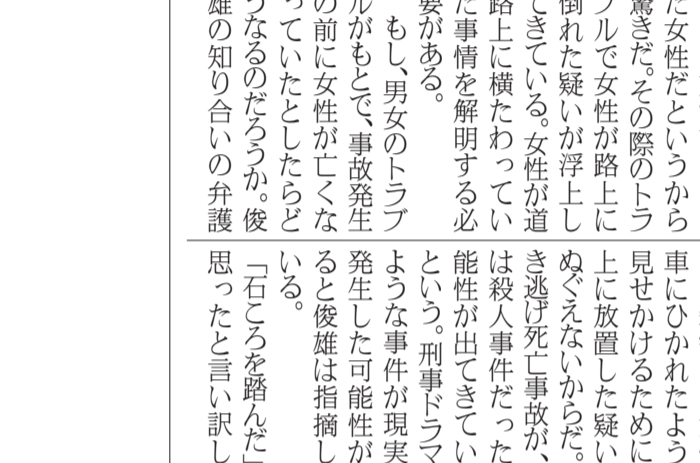 た女性だというから
驚きだ。その際のトラ
ブルで女性が路上に
倒れた疑いが浮上し
てきている。女性が道
路上に横たわってい
た事情を解明する必
要がある。
もし、男女のトラブ
ルがもとで、事故発生
の前に女性が亡くな
っていたとしたらど
うなるのだろうか。俊
雄の知り合いの弁護
車にひかれたよう
見せかけるために
上に放置した疑い
ぬぐえないからだ。
き逃げ死亡事故が、
は殺人事件だった
能性が出てきてい
という。刑事ドラマ
ような事件が現実
発生した可能性が
ると俊雄は指摘し
いる。
「石ころを踏んだ」
思ったと言い訳し